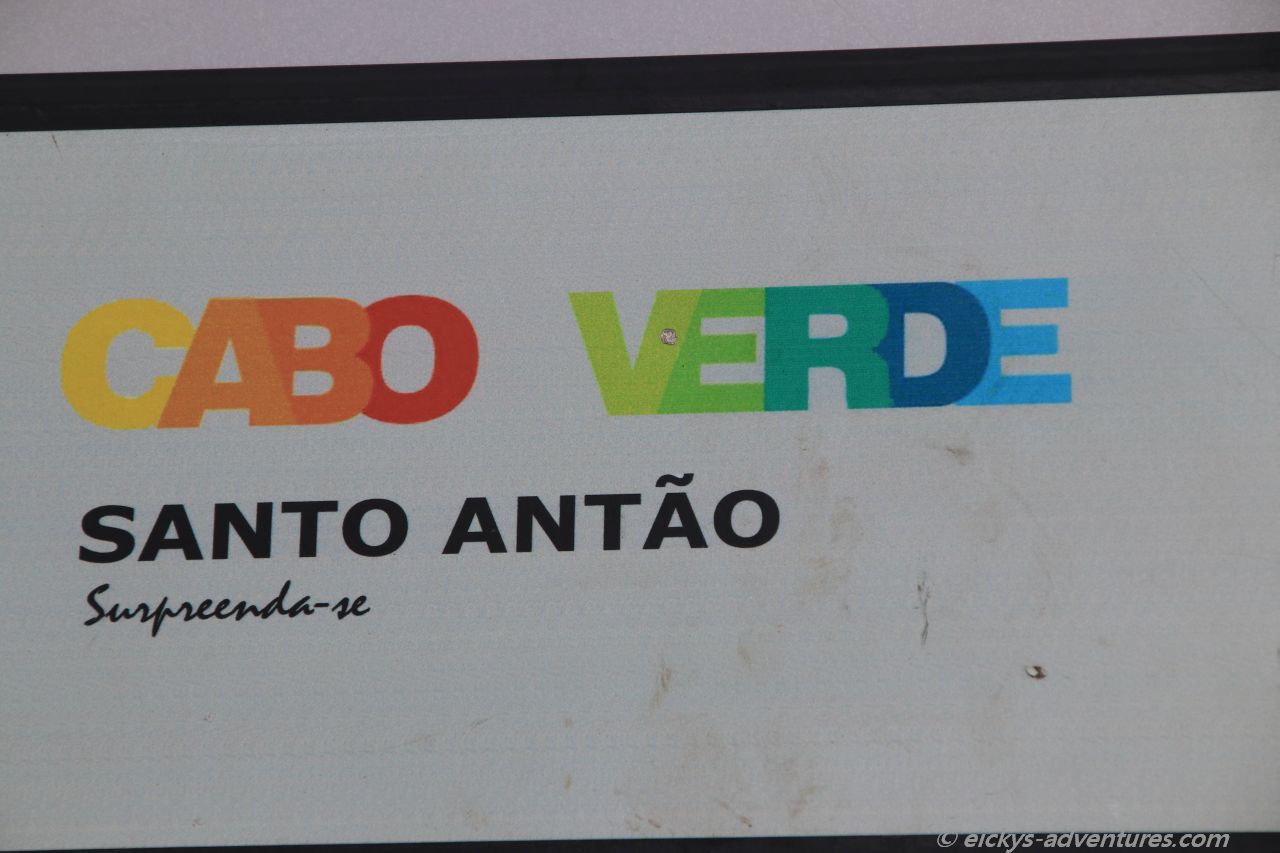 CABO VERDE
SANTO ANTÃO
Surpreenda-se
© eickys-adventures.com